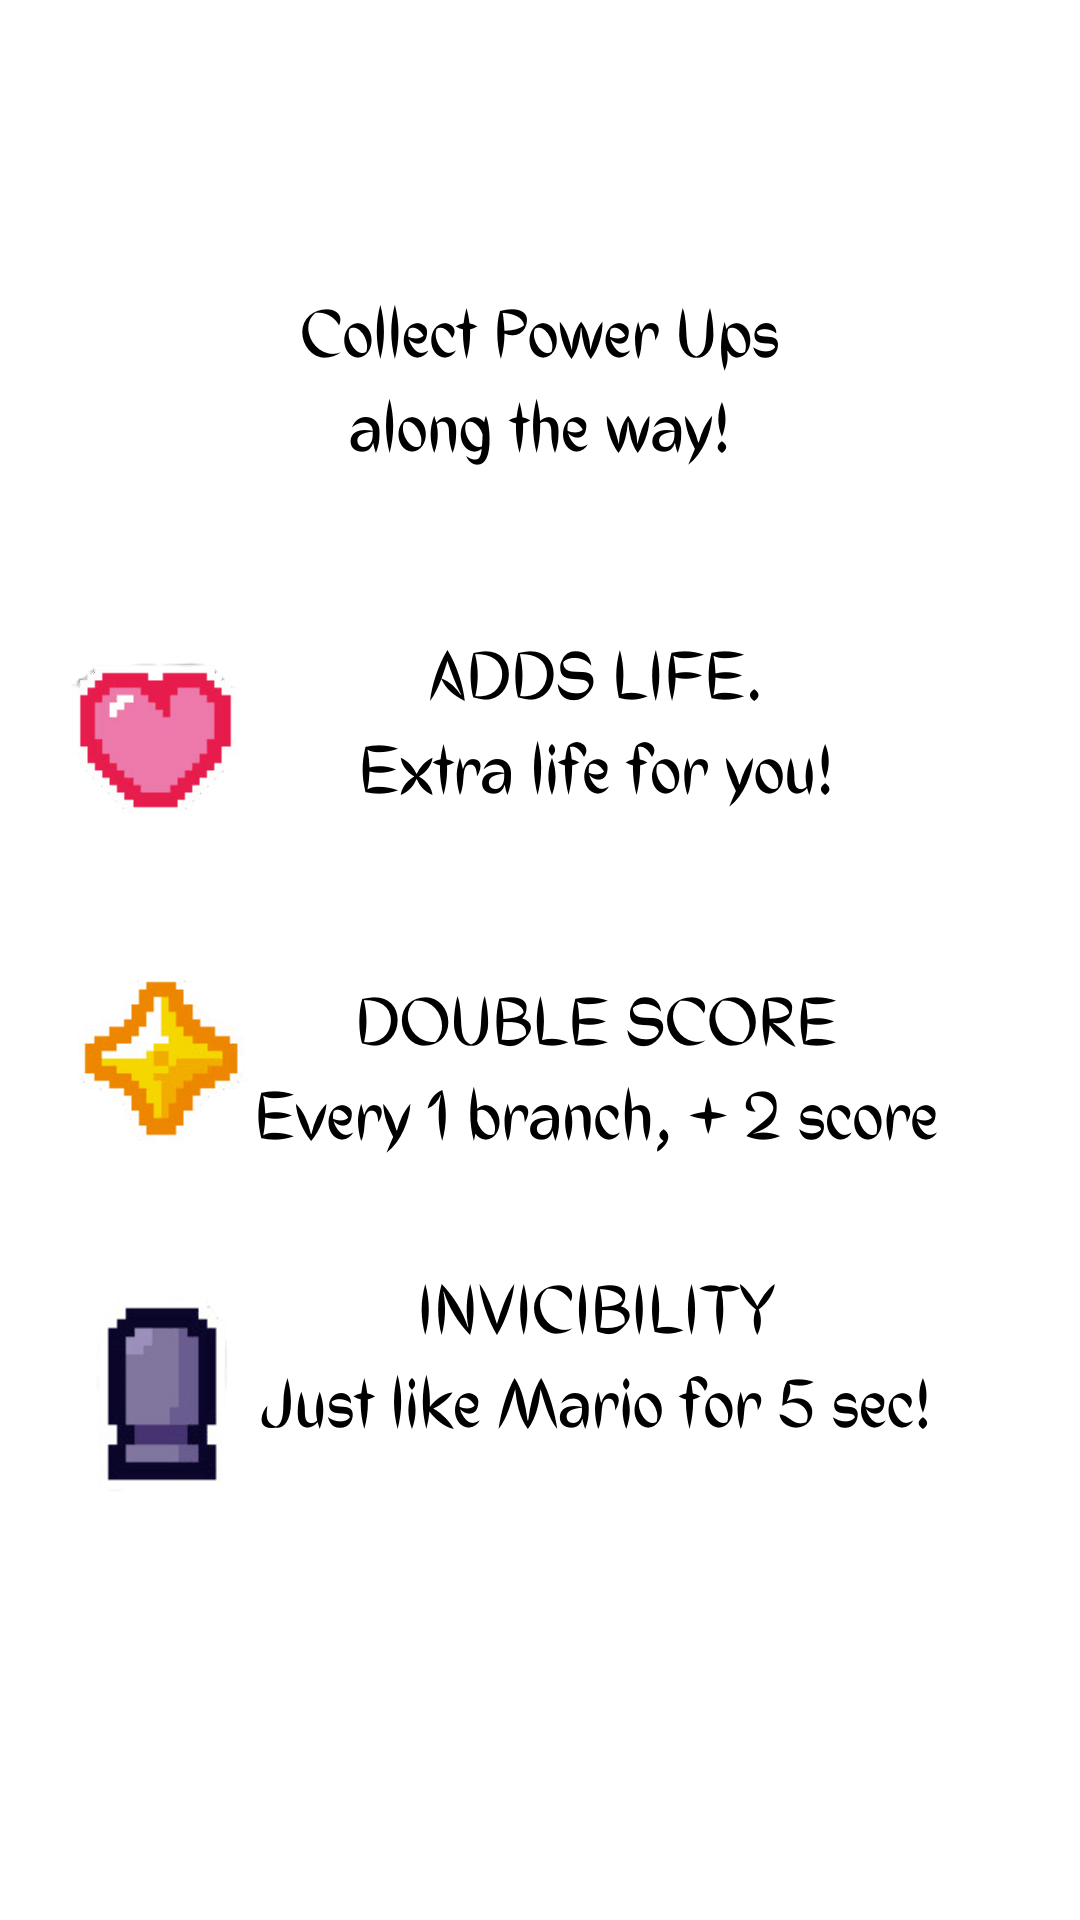 Collect Power Ups
along the way!
ADDS LIFE.
Extra life for you!
DOUBLE SCORE
Every 1 branch, + 2 score
INVICIBILITY
Just like Mario for 5 sec!